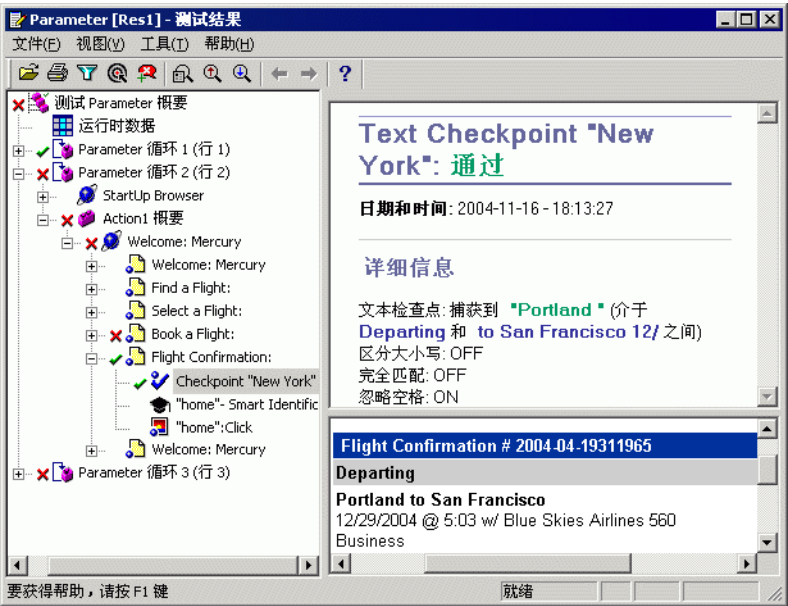 Parameter [Res1] - 测试结果
文件(F) 视图(V) 工具(T) 帮助(H)
测试 Parameter 概要
运行时数据
Parameter 循环 1 (行 1)
Parameter 循环 2 (行 2)
StartUp Browser
Action1 概要
Welcome: Mercury
Welcome: Mercury
Find a Flight:
Select a Flight:
Book a Flight:
Flight Confirmation:
Checkpoint "New York"
"home"- Smart Identific
"home":Click
Welcome: Mercury
Parameter 循环 3 (行 3)
Text Checkpoint "New
York": 通过
日期和时间: 2004-11-16 - 18:13:27
详细信息
文本检查点: 捕获到 "Portland " (介于
Departing 和 to San Francisco 12/ 之间)
区分大小写: OFF
完全匹配: OFF
忽略空格: ON
Flight Confirmation # 2004-04-19311965
Departing
Portland to San Francisco
12/29/2004 @ 5:03 w/ Blue Skies Airlines 560
Business
要获得帮助，请按 F1 键
就绪